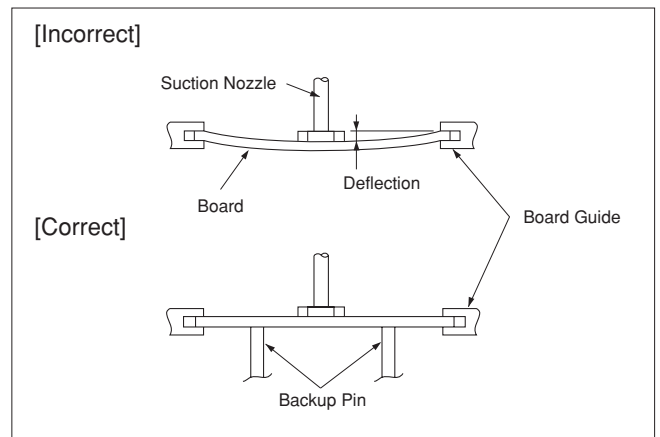 [Incorrect]
Suction Nozzle
Deflection
Board
Board Guide
[Correct]
Backup Pin